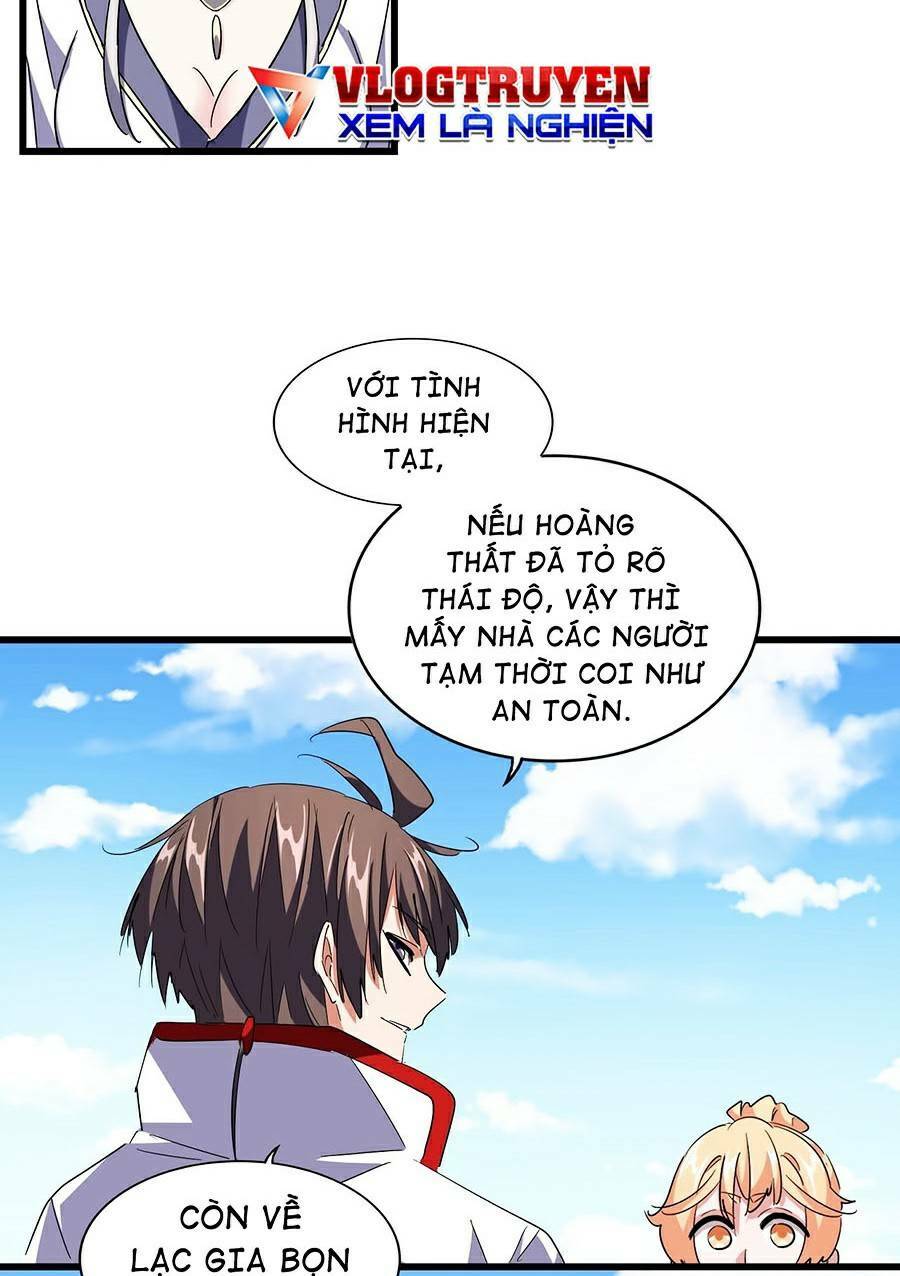 VLOGTRUYEN
XEM LÀ NGHIỆN
VỚI TÌNH
HÌNH HIỆN
TẠI,
NẾU HOÀNG
THẤT ĐÃ TỎ RÕ
THÁI ĐỘ, VẬY THÌ
MẤY NHÀ CÁC NGƯỜI
TẠM THỜI COI NHƯ
AN TOÀN.
CÒN VỀ
LẠC GIA BỌN